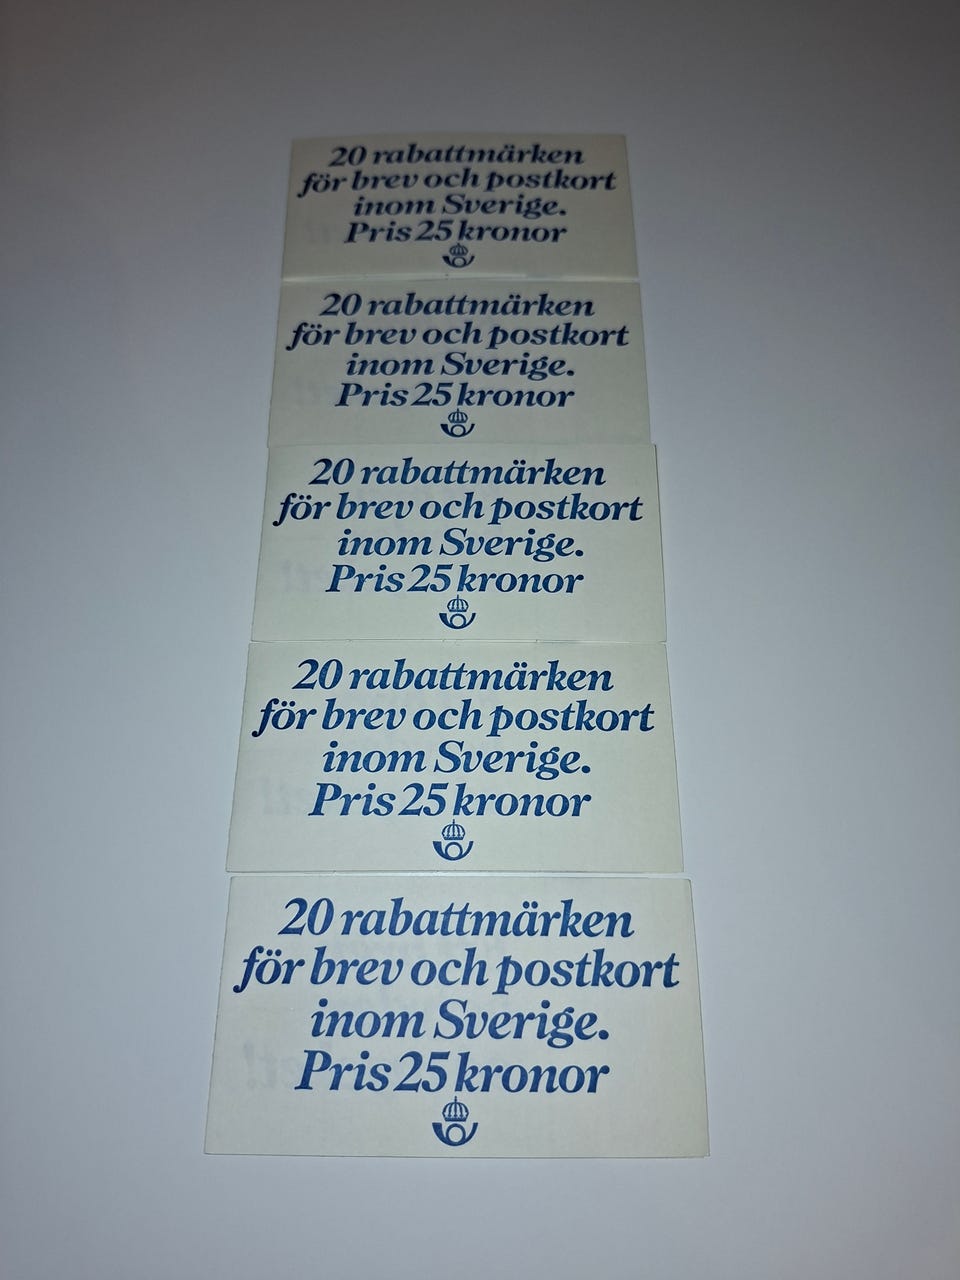 20 rabattmärken
för brev och postkort
inom Sverige.
Pris 25 kronor
20 rabattmärken
för brev och postkort
inom Sverige.
Pris 25 kronor
20 rabattmärken
för brev och postkort
inom Sverige.
Pris 25 kronor
20 rabattmärken
för brev och postkort
inom Sverige.
Pris 25 kronor
20 rabattmärken
för brev och postkort
inom Sverige.
Pris 25 kronor